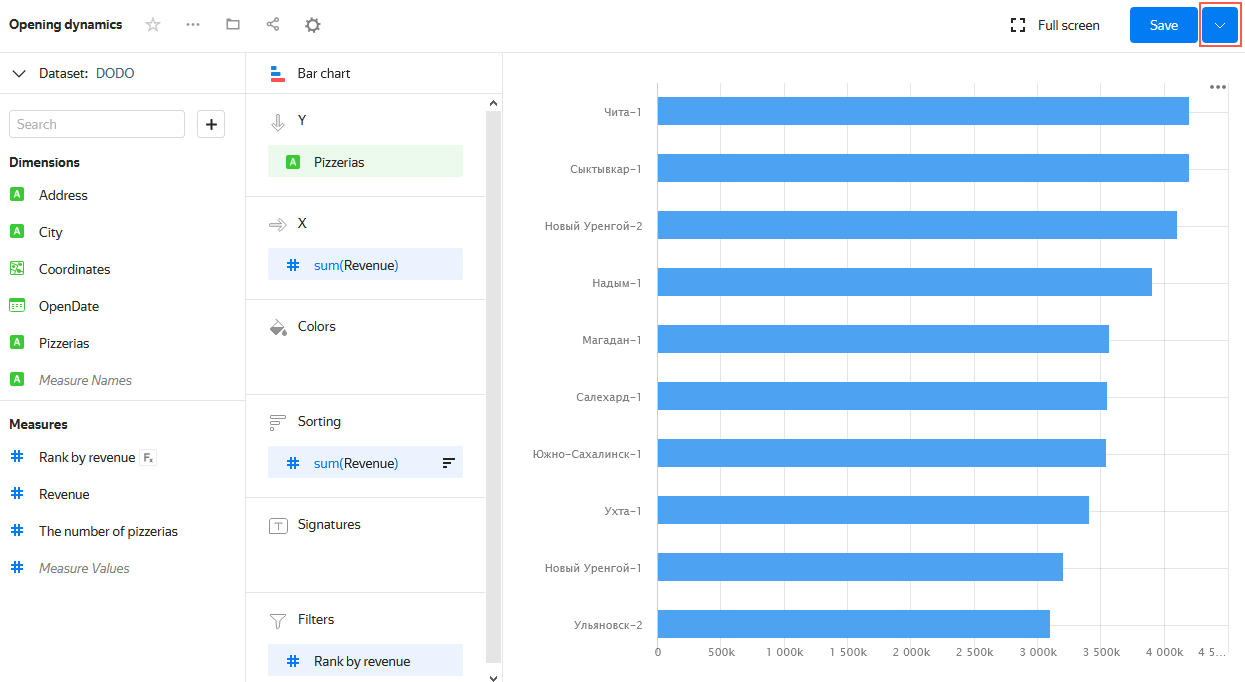 Opening dynamics
Full screen
Save
Dataset: DODO
Search
+
Dimensions
A Address
A City
Coordinates
OpenDate
A Pizzerias
A Measure Names
Measures
# Rank by revenue Fx
# Revenue
# The number of pizzerias
# Measure Values
Bar chart
Y
A Pizzerias
X
# sum(Revenue)
Colors
Sorting
# sum(Revenue)
T Signatures
Filters
# Rank by revenue
Чита-1
Сыктывкар-1
Новый Уренгой-2
Надым-1
Магадан-1
Салехард-1
Южно-Сахалинск-1
Ухта-1
Новый Уренгой-1
Ульяновск-2
0 500k 1 000k 1 500k 2 000k 2 500k 3 000k 3 500k 4 000k 4 5...